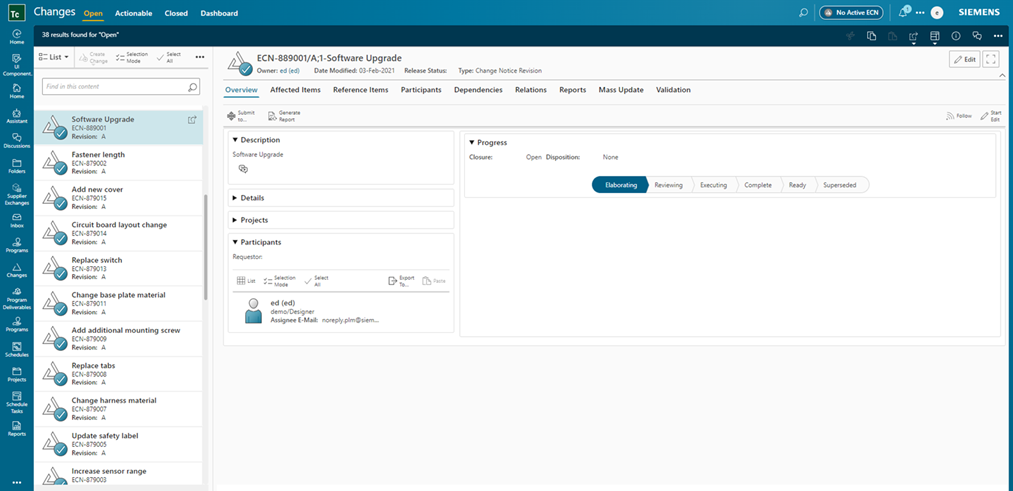 Tc
Changes
Open
Actionable
Closed
Dashboard
No Active ECN
1
e
SIEMENS
38 results found for "Open"
Home
UI
Component.
Home
Assistant
Discussions
Folders
Supplier
Exchanges
Inbox
Programs
Changes
Program
Deliverables
Programs
Schedules
Projects
Schedule
Tasks
Reports
List
Create
Change
Selection
Mode
Select
All
Find in this content
Software Upgrade
ECN-889001
Revision: A
Fastener length
ECN-879002
Revision: A
Add new cover
ECN-879015
Revision: A
Circuit board layout change
ECN-879014
Revision: A
Replace switch
ECN-879013
Revision: A
Change base plate material
ECN-879011
Revision: A
Add additional mounting screw
ECN-879009
Revision: A
Replace tabs
ECN-879008
Revision: A
Change harness material
ECN-879007
Revision: A
Update safety label
ECN-879005
Revision: A
Increase sensor range
ECN-879003
ECN-889001/A;1-Software Upgrade
Owner: ed (ed) Date Modified: 03-Feb-2021 Release Status: Type: Change Notice Revision
Edit
Overview Affected Items Reference Items Participants Dependencies Relations Reports Mass Update Validation
Submit
to...
Generate
Report
Follow
Start
Edit
Description
Software Upgrade
Details
Projects
Participants
Requestor:
List
Selection
Mode
Select
All
Export
To...
Paste
ed (ed)
demo/Designer
Assignee E-Mail: noreply.plm@siem...
Progress
Closure: Open Disposition: None
Elaborating Reviewing Executing Complete Ready Superseded